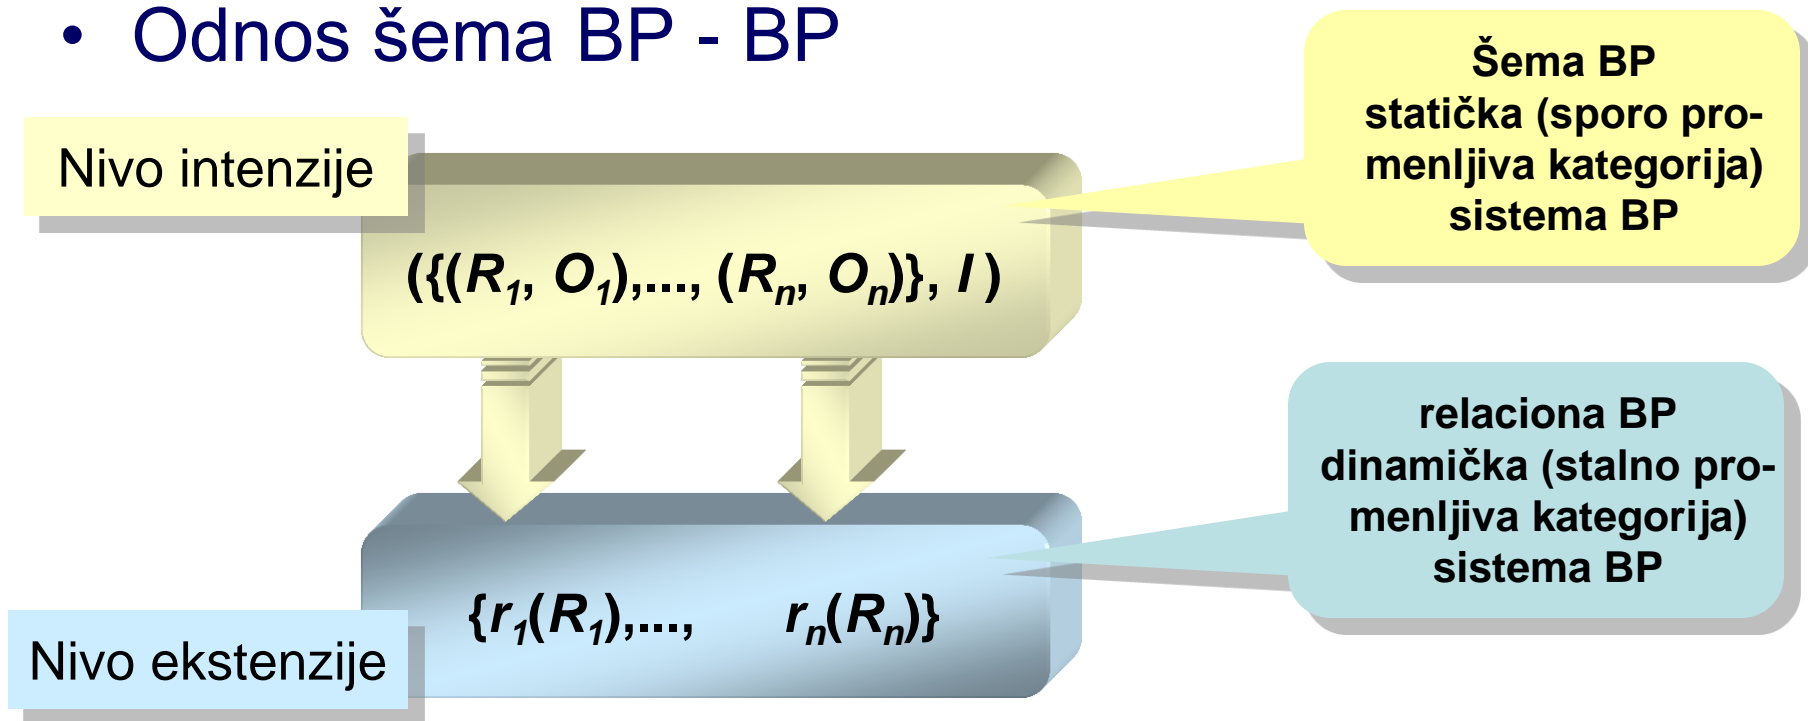 • Odnos šema BP - BP
Šema BP
statička (sporo pro-
menljiva kategorija)
sistema BP
Nivo intenzije
({(R1, O1),..., (Rn, On)}, I )
relaciona BP
dinamička (stalno pro-
menljiva kategorija)
sistema BP
{r1(R1),..., rn(Rn)}
Nivo ekstenzije